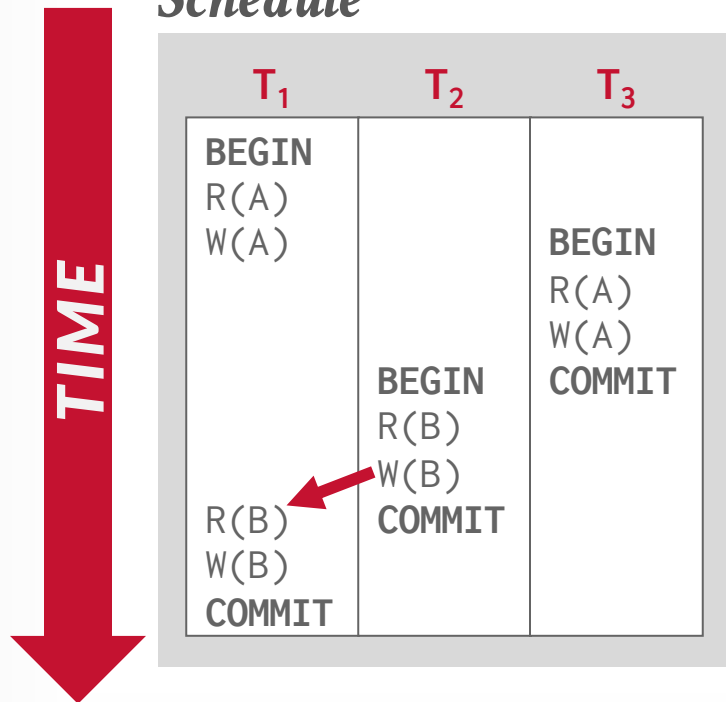 Schedule
TIME
T₁ T₂ T₃
BEGIN
R(A)
W(A) BEGIN
R(A)
W(A)
BEGIN COMMIT
R(B)
W(B)
R(B) COMMIT
W(B)
COMMIT